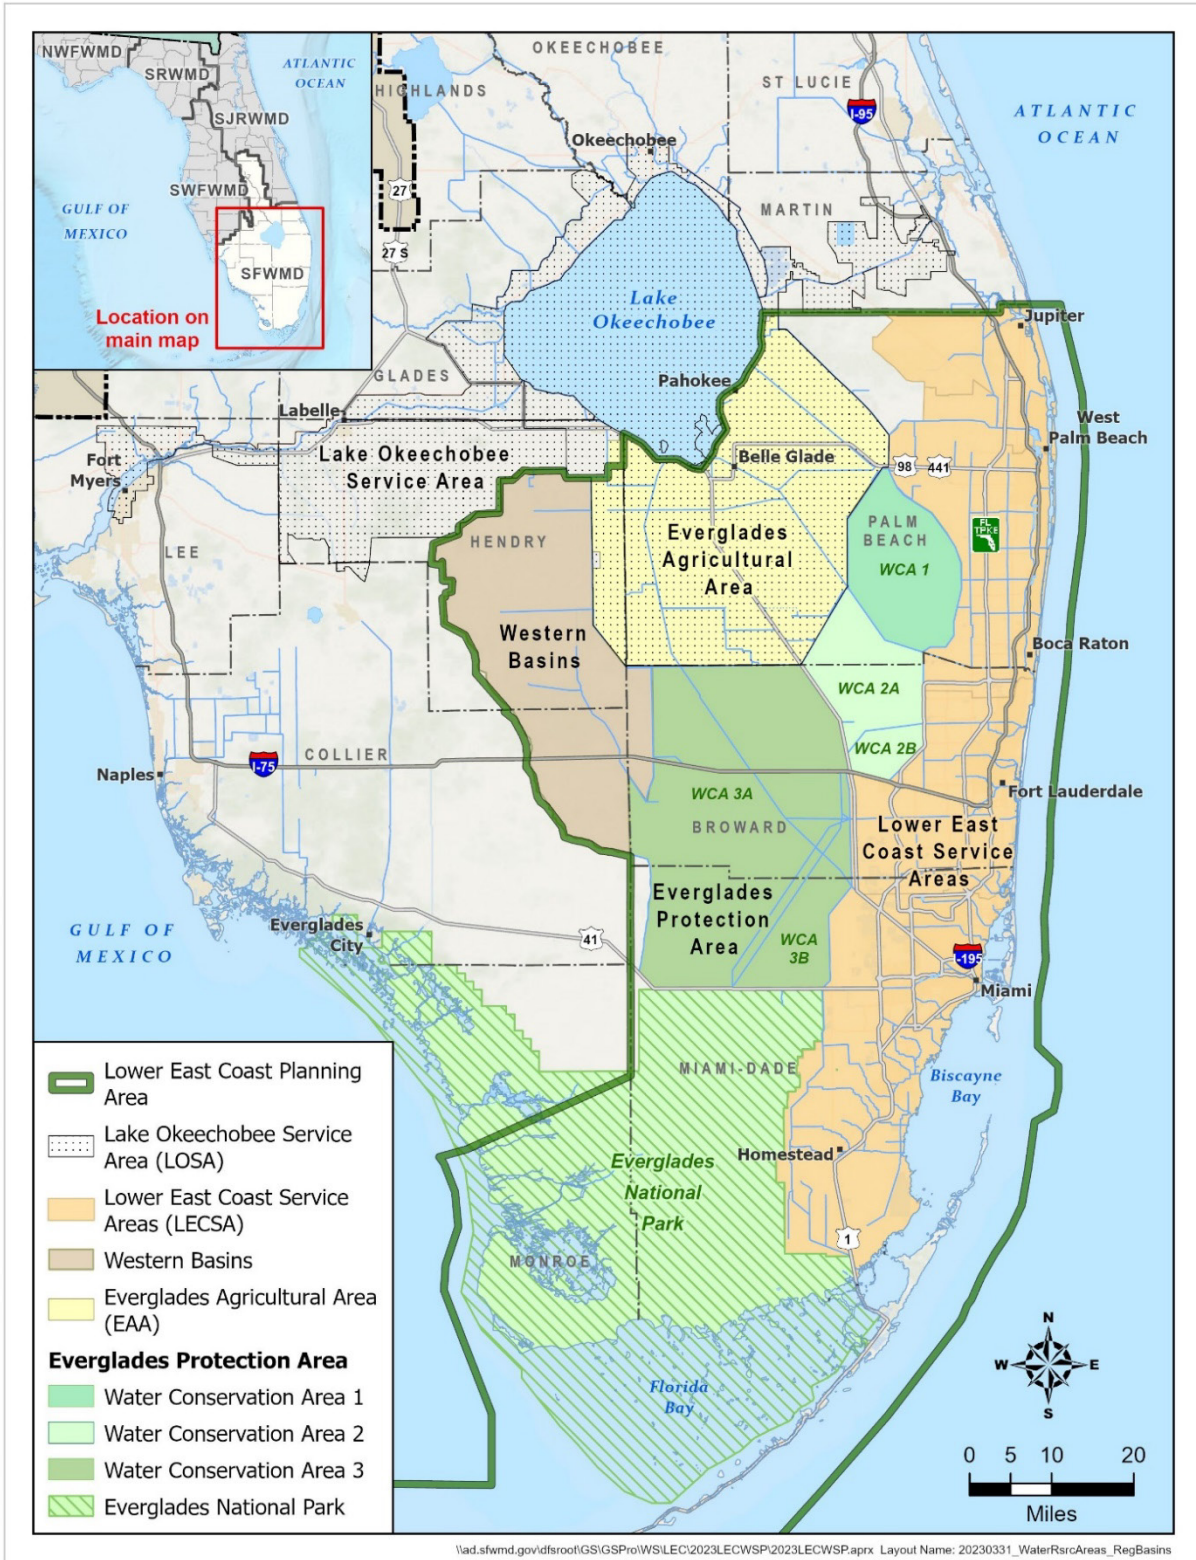 NWFWMD
SRWMD
SJRWMD
SWFWMD
SFWMD
ATLANTIC
OCEAN
GULF OF
MEXICO
Location on
main map
OKEECHOBEE
HIGHLANDS
ST LUCIE
I-95
ATLANTIC
OCEAN
Okeechobee
27
27 S
MARTIN
Lake
Okeechobee
Jupiter
GLADES
Pahokee
Labelle
West
Palm Beach
Fort
Myers
Lake Okeechobee
Service Area
Belle Glade
98
441
LEE
HENDRY
Everglades
Agricultural
Area
PALM
BEACH
FL
TPKE
WCA 1
Western
Basins
Boca Raton
WCA 2A
WCA 2B
COLLIER
I-75
Naples
WCA 3A
BROWARD
Fort Lauderdale
Lower East
Coast Service
Areas
Everglades
Protection
Area
WCA
3B
GULF OF
MEXICO
Everglades
City
41
I-195
Miami
MIAMI-DADE
Biscayne
Bay
Everglades
National
Park
Homestead
MONROE
1
Florida
Bay
Lower East Coast Planning
Area
Lake Okeechobee Service
Area (LOSA)
Lower East Coast Service
Areas (LECSA)
Western Basins
Everglades Agricultural Area
(EAA)
Everglades Protection Area
Water Conservation Area 1
Water Conservation Area 2
Water Conservation Area 3
Everglades National Park
N
W
E
S
0 5 10 20
Miles
\\ad.sfwmd.gov\dfsroot\GS\GSPro\WS\LEC\2023LECWSP\2023LECWSP.aprx Layout Name: 20230331_WaterRsrcAreas_RegBasins